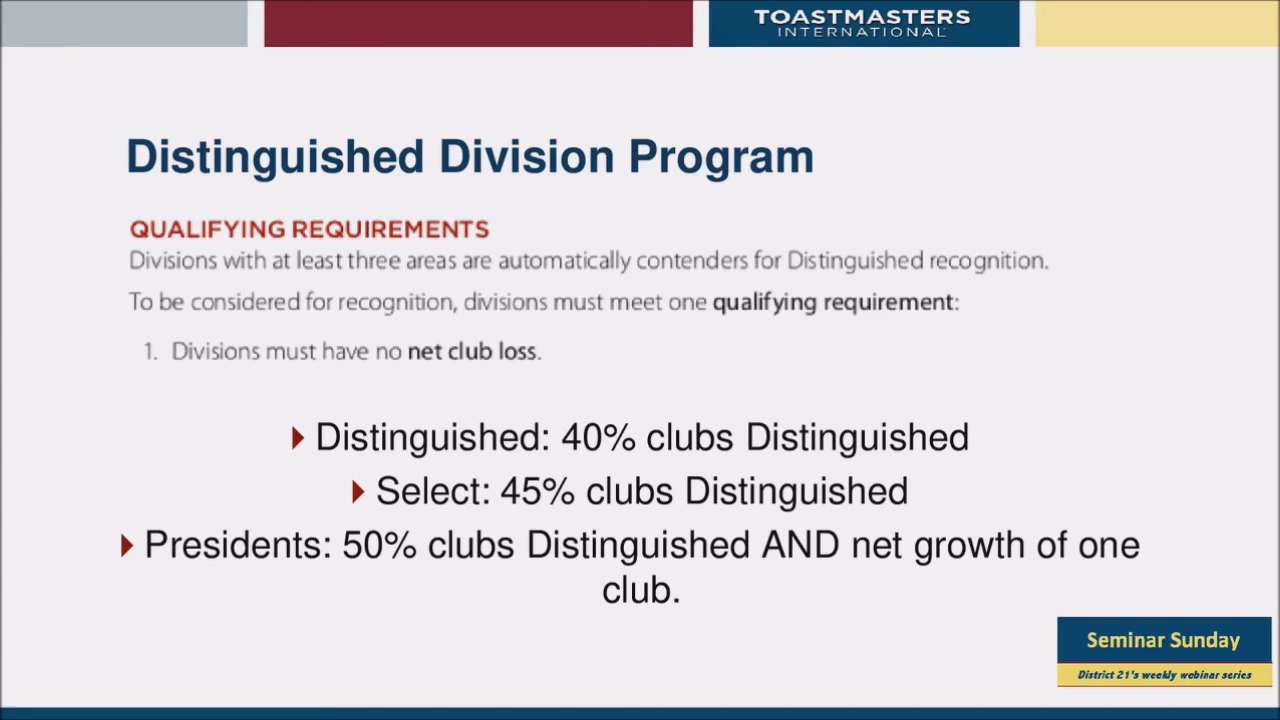 TOASTMASTERS
INTERNATIONAL
Distinguished Division Program
QUALIFYING REQUIREMENTS
Divisions with at least three areas are automatically contenders for Distinguished recognition.
To be considered for recognition, divisions must meet one qualifying requirement:
1. Divisions must have no net club loss.
Distinguished: 40% clubs Distinguished
Select: 45% clubs Distinguished
Presidents: 50% clubs Distinguished AND net growth of one
club.
Seminar Sunday
District 21's weekly webinar series